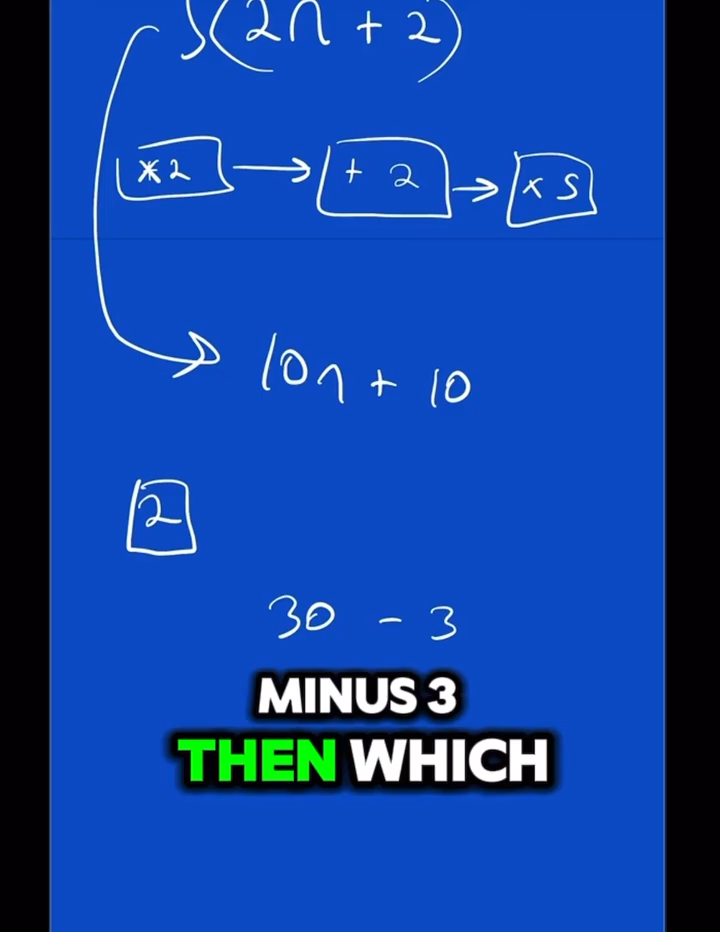 5(2n + 2)
×2 → + 2 → × 5
10n + 10
2
30 - 3
MINUS 3
THEN WHICH